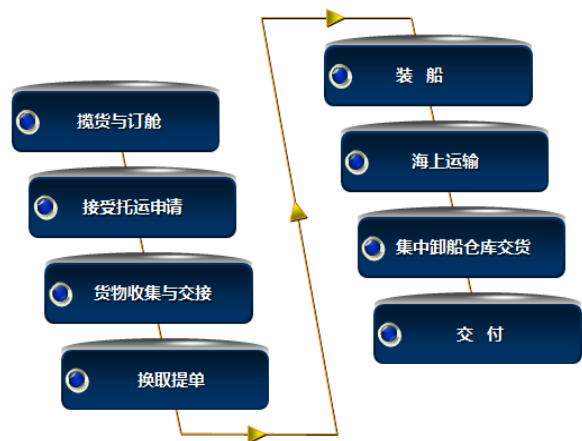 揽货与订舱
接受托运申请
货物收集与交接
换取提单
装 船
海上运输
集中卸船仓库交货
交 付